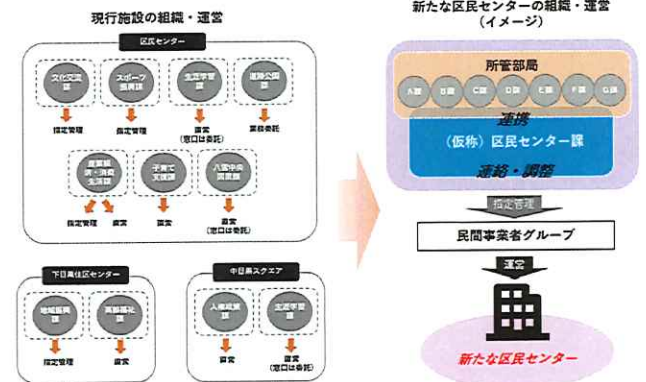 現行施設の組織・運営
区民センター
文化交流
課
スポーツ
振興課
生涯学習
課
道路公園
課
指定管理
指定管理
直営
(窓口は委託)
業務委託
産業経
済・消費
生活課
子育て
支援課
八雲中央
図書館
指定管理
直営
直営
直営
(窓口は委託)
下目黒住区センター
地域振興
課
高齢福祉
課
指定管理
直営
中目黒スクエア
人権政策
課
生涯学習
課
直営
直営
(窓口は委託)
新たな区民センターの組織・運営
(イメージ)
所管部局
A課
B課
C課
D課
E課
F課
G課
連携
(仮称)区民センター課
連絡・調整
指定管理
民間事業者グループ
運営
新たな区民センター